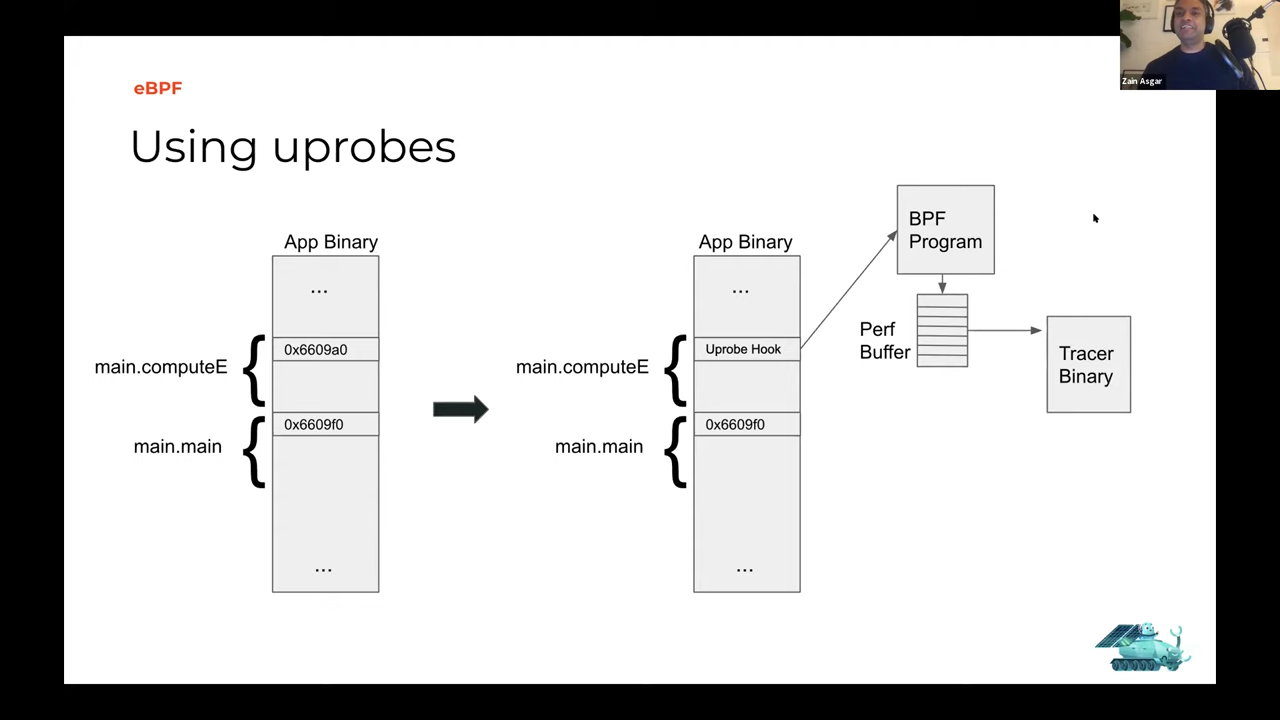 Zain Asgar
eBPF
Using uprobes
App Binary
...
0x6609a0
main.computeE
0x6609f0
main.main
...
App Binary
...
Uprobe Hook
main.computeE
0x6609f0
main.main
...
BPF
Program
Perf
Buffer
Tracer
Binary